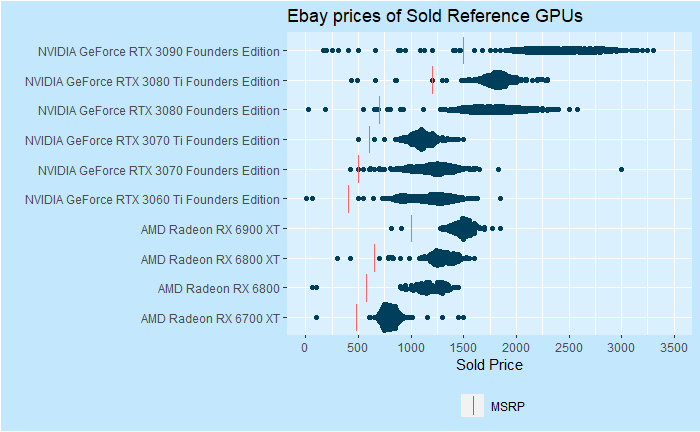 Ebay prices of Sold Reference GPUs
NVIDIA GeForce RTX 3090 Founders Edition
NVIDIA GeForce RTX 3080 Ti Founders Edition
NVIDIA GeForce RTX 3080 Founders Edition
NVIDIA GeForce RTX 3070 Ti Founders Edition
NVIDIA GeForce RTX 3070 Founders Edition
NVIDIA GeForce RTX 3060 Ti Founders Edition
AMD Radeon RX 6900 XT
AMD Radeon RX 6800 XT
AMD Radeon RX 6800
AMD Radeon RX 6700 XT
0 500 1000 1500 2000 2500 3000 3500
Sold Price
MSRP